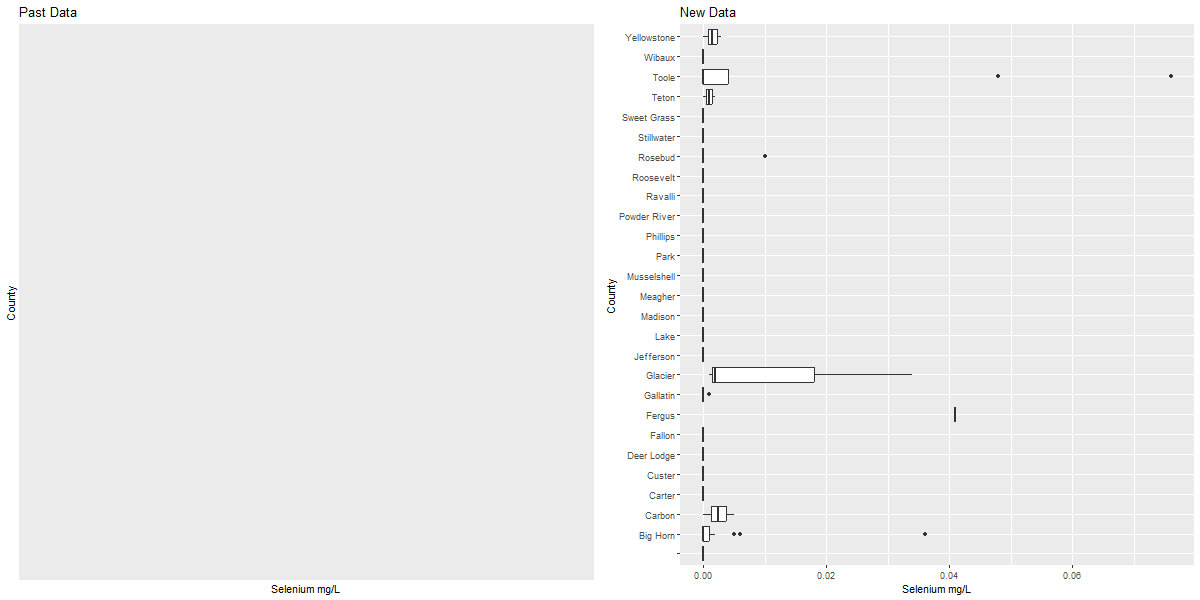 Past Data
County
Selenium mg/L
New Data
County
Yellowstone
Wibaux
Toole
Teton
Sweet Grass
Stillwater
Rosebud
Roosevelt
Ravalli
Powder River
Phillips
Park
Musselshell
Meagher
Madison
Lake
Jefferson
Glacier
Gallatin
Fergus
Fallon
Deer Lodge
Custer
Carter
Carbon
Big Horn
0.00 0.02 0.04 0.06
Selenium mg/L